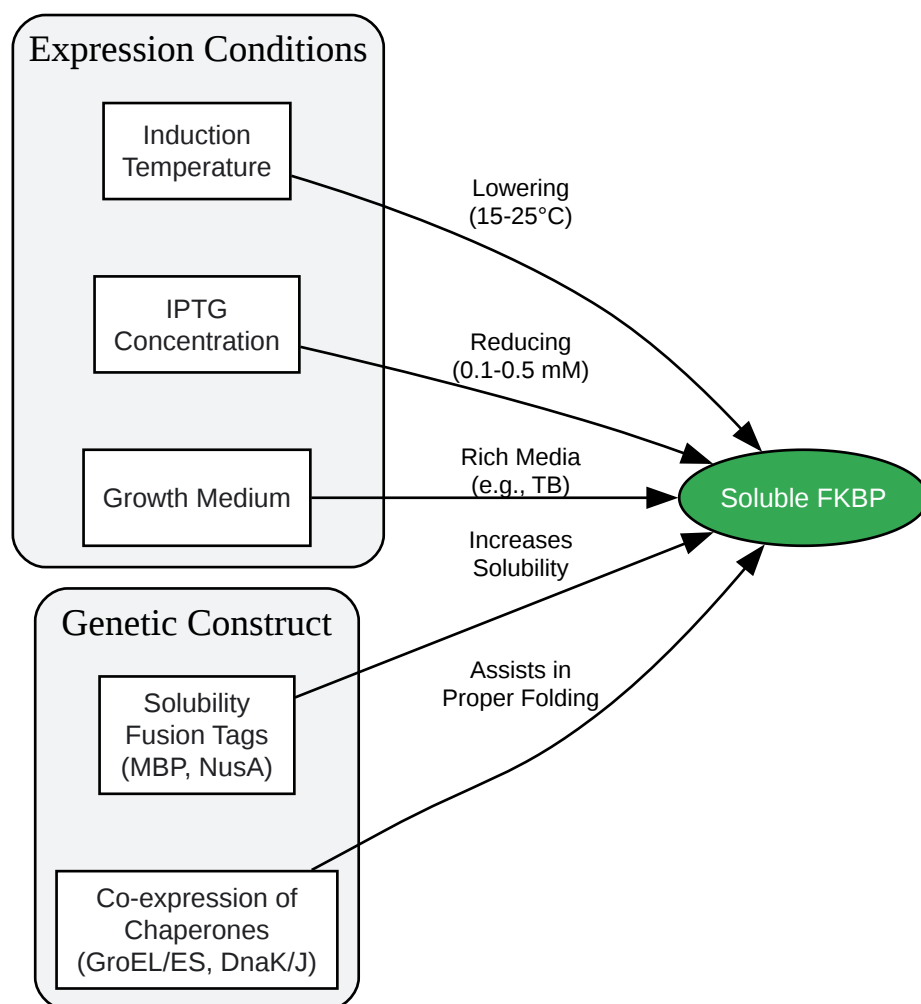 Expression Conditions
Induction
Temperature
Lowering
(15-25°C)
IPTG
Concentration
Reducing
(0.1-0.5 mM)
Growth Medium
Rich Media
(e.g., TB)
Soluble FKBP
Increases
Solubility
Genetic Construct
Solubility
Fusion Tags
(MBP, NusA)
Assists in
Proper Folding
Co-expression of
Chaperones
(GroEL/ES, DnaK/J)